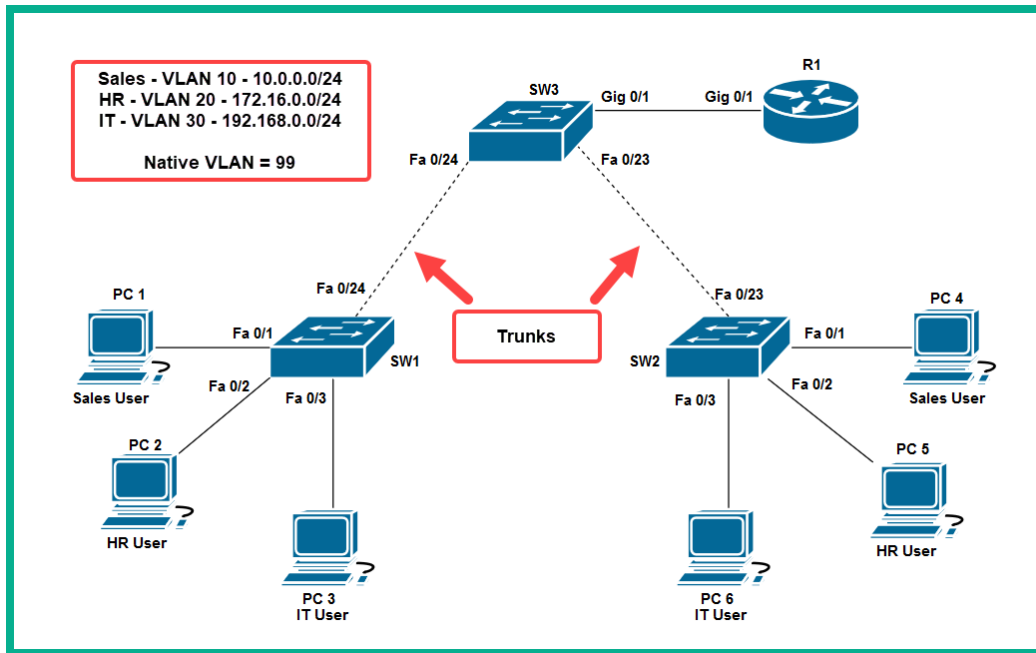 Sales - VLAN 10 - 10.0.0.0/24
HR - VLAN 20 - 172.16.0.0/24
IT - VLAN 30 - 192.168.0.0/24
Native VLAN = 99
R1
SW3
Gig 0/1
Gig 0/1
Fa 0/24
Fa 0/23
Fa 0/24
Fa 0/23
Trunks
PC 1
Fa 0/1
Sales User
Fa 0/2
Fa 0/3
SW1
PC 2
HR User
PC 3
IT User
PC 4
Fa 0/1
Sales User
SW2
Fa 0/2
Fa 0/3
PC 5
HR User
PC 6
IT User